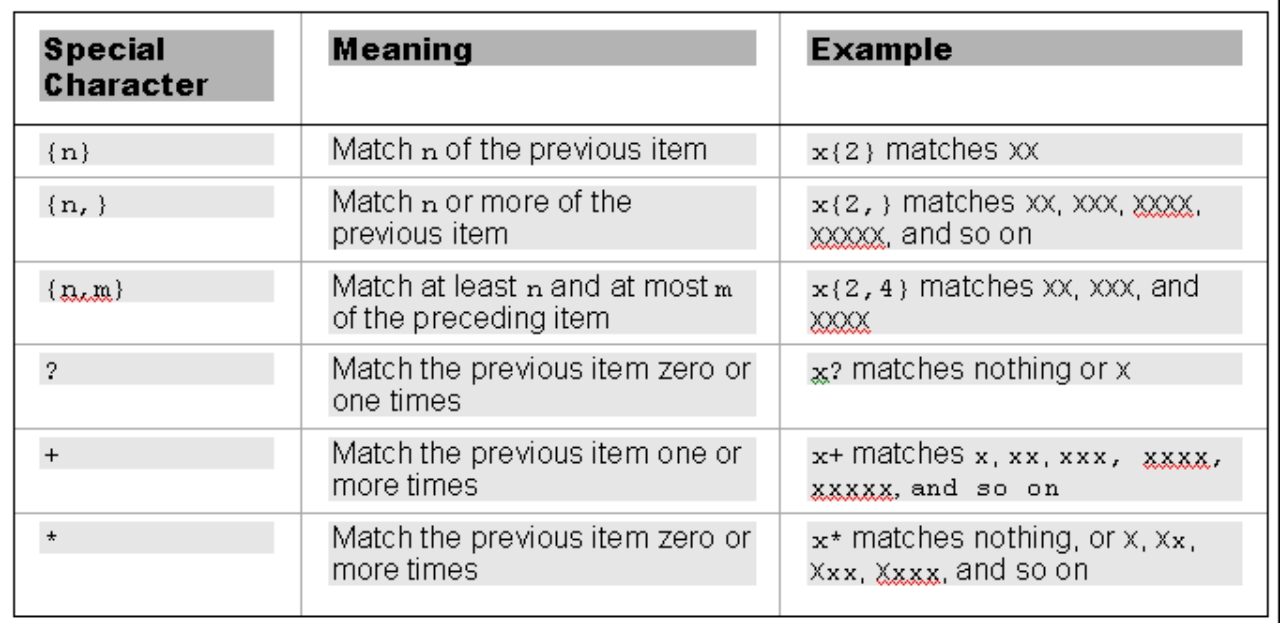 Special Character
Meaning
Example
{n}
Match n of the previous item
x{2} matches xx
{n,}
Match n or more of the
previous item
x{2,} matches xx, xxx, xxxx,
xxxxx, and so on
{n,m}
Match at least n and at most m
of the preceding item
x{2,4} matches xx, xxx, and
xxxx
?
Match the previous item zero or
one times
x? matches nothing or x
+
Match the previous item one or
more times
x+ matches x, xx, xxx, xxxx,
xxxxx, and so on
*
Match the previous item zero or
more times
x* matches nothing, or x, Xx,
Xxx, Xxxx, and so on